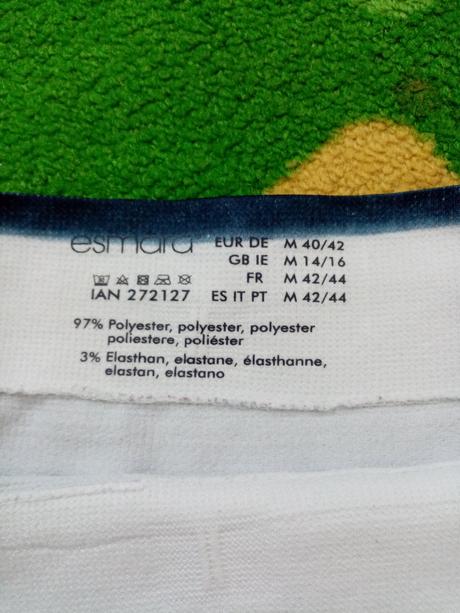 esmara
EUR DE M 40/42
GB IE M 14/16
FR M 42/44
IAN 272127 ES IT PT M 42/44
97% Polyester, polyester, polyester
poliestere, poliéster
3% Elasthan, elastane, élasthanne,
elastan, elastano